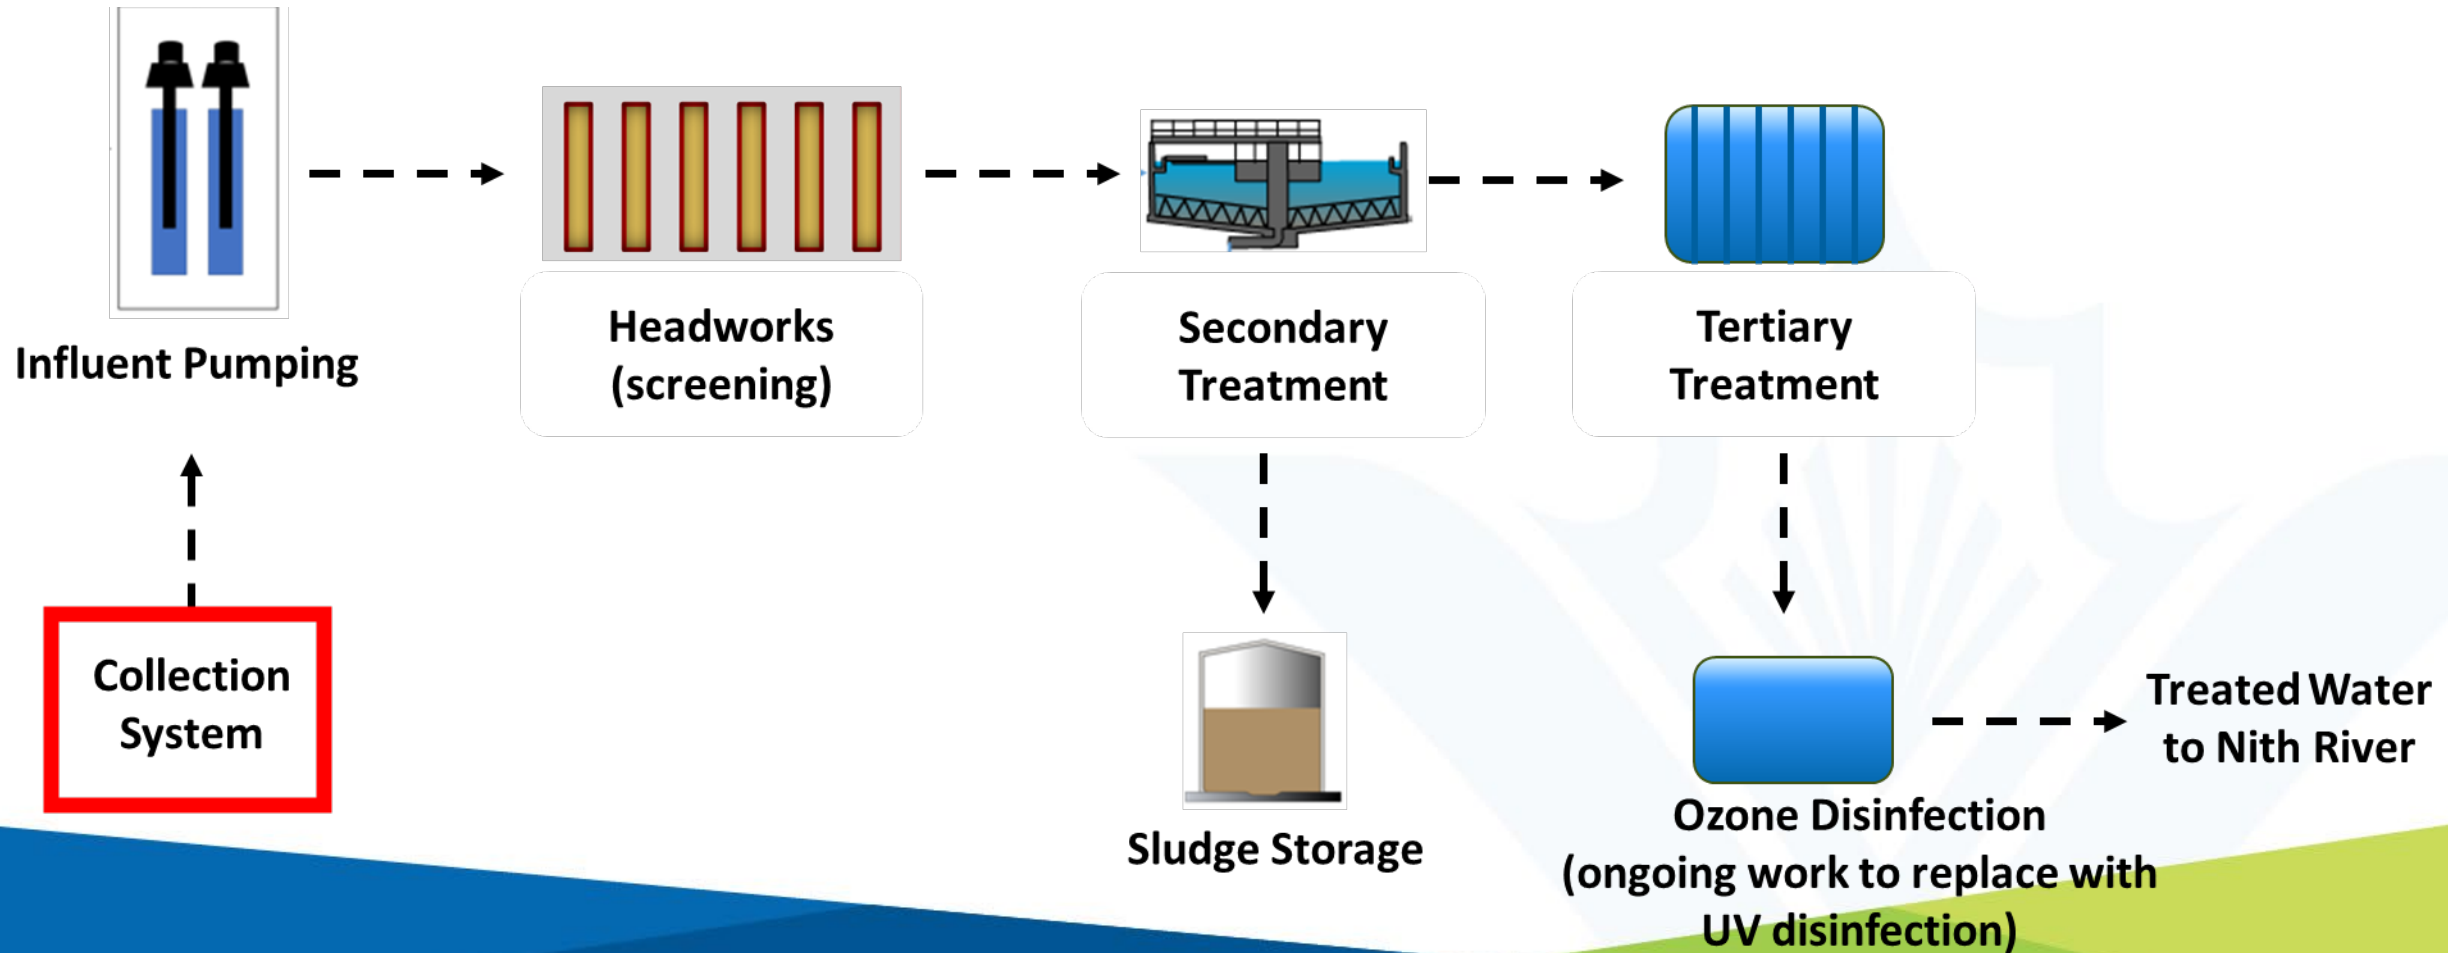 Influent Pumping
Headworks
(screening)
Secondary
Treatment
Tertiary
Treatment
Collection
System
Sludge Storage
Ozone Disinfection
(ongoing work to replace with
UV disinfection)
Treated Water
to Nith River